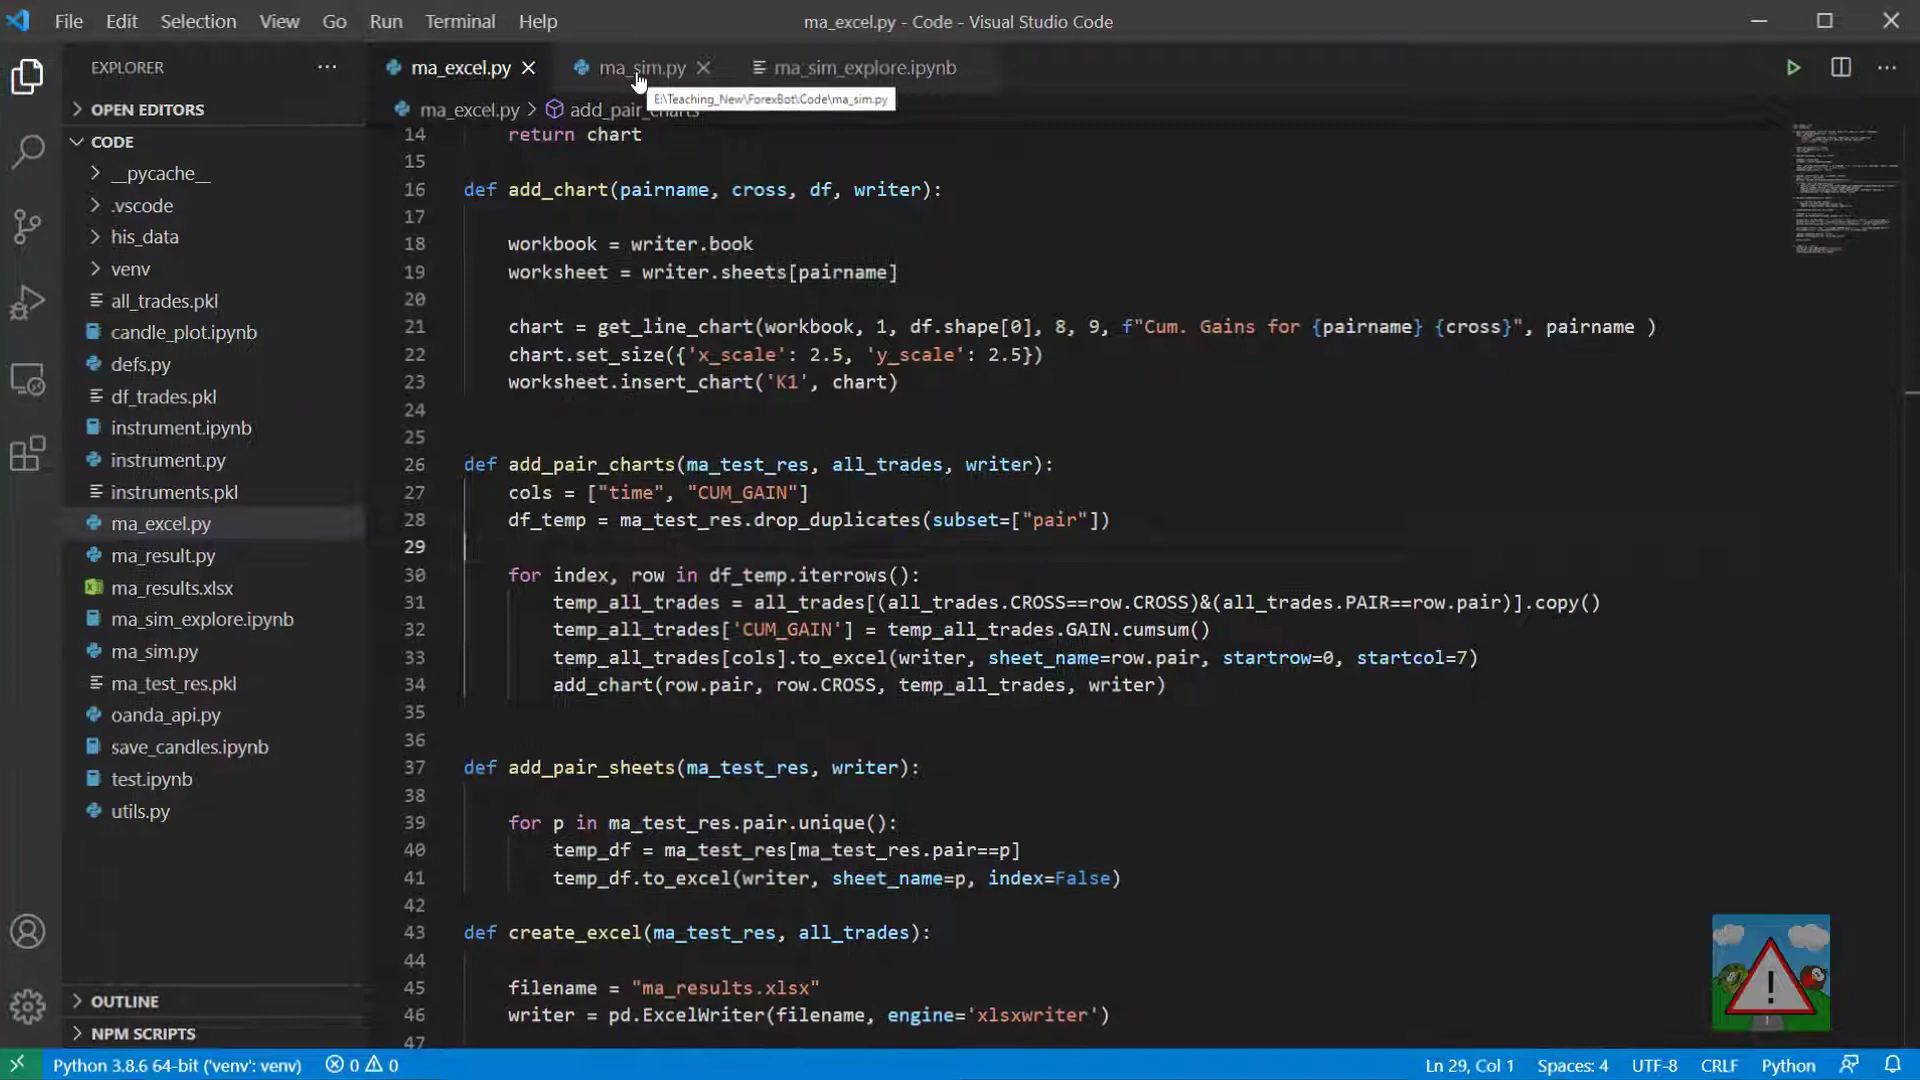 File Edit Selection View Go Run Terminal Help
ma_excel.py - Code - Visual Studio Code
EXPLORER
ma_excel.py
ma_sim.py
ma_sim_explore.ipynb
E:\Teaching_New\ForexBot\Code\ma_sim.py
OPEN EDITORS
CODE
__pycache__
.vscode
his_data
venv
all_trades.pkl
candle_plot.ipynb
defs.py
df_trades.pkl
instrument.ipynb
instrument.py
instruments.pkl
ma_excel.py
ma_result.py
ma_results.xlsx
ma_sim_explore.ipynb
ma_sim.py
ma_test_res.pkl
oanda_api.py
save_candles.ipynb
test.ipynb
utils.py
OUTLINE
NPM SCRIPTS
ma_excel.py > add_pair_charts
14 return chart
15
16 def add_chart(pairname, cross, df, writer):
17
18 workbook = writer.book
19 worksheet = writer.sheets[pairname]
20
21 chart = get_line_chart(workbook, 1, df.shape[0], 8, 9, f"Cum. Gains for {pairname} {cross}", pairname )
22 chart.set_size({'x_scale': 2.5, 'y_scale': 2.5})
23 worksheet.insert_chart('K1', chart)
24
25
26 def add_pair_charts(ma_test_res, all_trades, writer):
27 cols = ["time", "CUM_GAIN"]
28 df_temp = ma_test_res.drop_duplicates(subset=["pair"])
29
30 for index, row in df_temp.iterrows():
31 temp_all_trades = all_trades[(all_trades.CROSS==row.CROSS)&(all_trades.PAIR==row.pair)].copy()
32 temp_all_trades['CUM_GAIN'] = temp_all_trades.GAIN.cumsum()
33 temp_all_trades[cols].to_excel(writer, sheet_name=row.pair, startrow=0, startcol=7)
34 add_chart(row.pair, row.CROSS, temp_all_trades, writer)
35
36
37 def add_pair_sheets(ma_test_res, writer):
38
39 for p in ma_test_res.pair.unique():
40 temp_df = ma_test_res[ma_test_res.pair==p]
41 temp_df.to_excel(writer, sheet_name=p, index=False)
42
43 def create_excel(ma_test_res, all_trades):
44
45 filename = "ma_results.xlsx"
46 writer = pd.ExcelWriter(filename, engine='xlsxwriter')
47
Python 3.8.6 64-bit ('venv': venv) 0 0
Ln 29, Col 1 Spaces: 4 UTF-8 CRLF Python